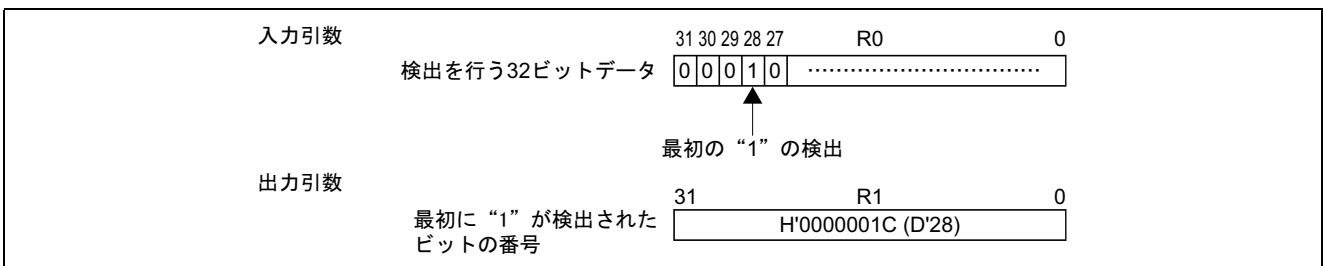 入力引数
31 30 29 28 27 R0 0
検出を行う32ビットデータ 0 0 0 1 0 ………………………………
最初の“1”の検出
出力引数
31 R1 0
最初に“1”が検出された
ビットの番号
H'0000001C (D'28)